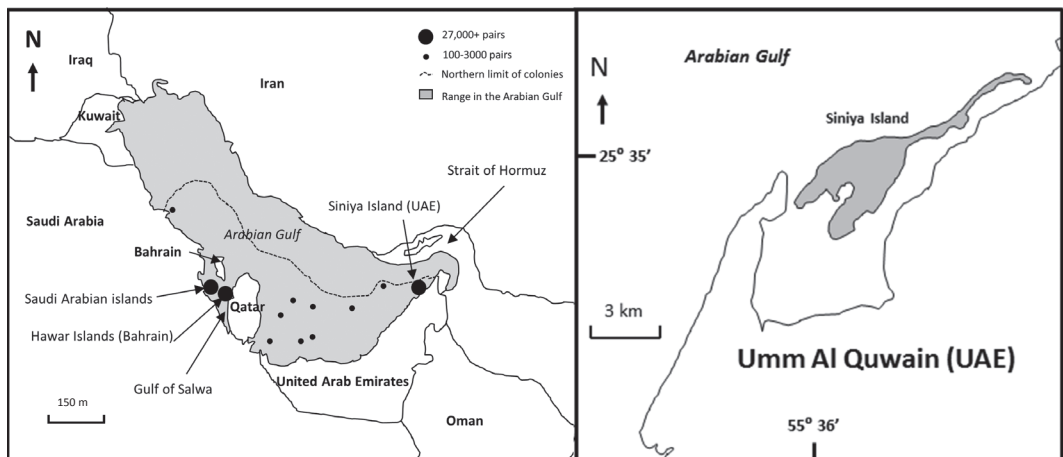 N
Iraq
Kuwait
Iran
27,000+ pairs
100-3000 pairs
Northern limit of colonies
Range in the Arabian Gulf
Strait of Hormuz
Siniya Island (UAE)
Saudi Arabia
Arabian Gulf
Bahrain
Saudi Arabian islands
Qatar
Hawar Islands (Bahrain)
Gulf of Salwa
United Arab Emirates
Oman
150 m
Arabian Gulf
N
Siniya Island
25° 35’
3 km
Umm Al Quwain (UAE)
55° 36’